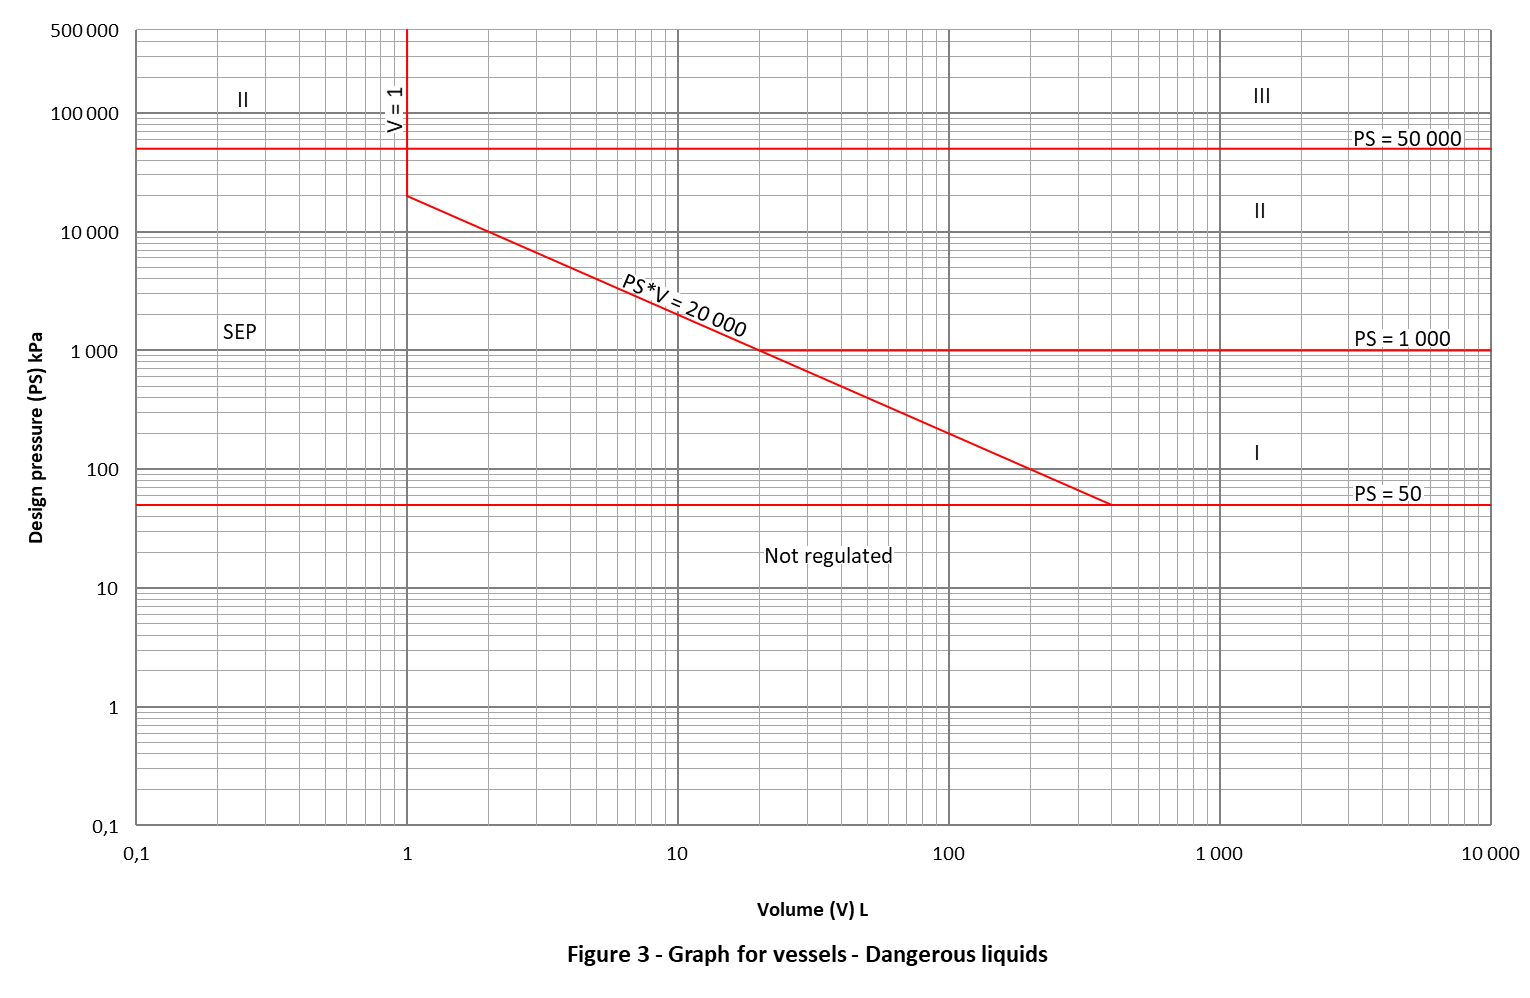 500 000
II
V = 1
III
100 000
PS = 50 000
II
10 000
PS*V = 20 000
SEP
PS = 1 000
1 000
Design pressure (PS) kPa
I
100
PS = 50
Not regulated
10
1
0,1
0,1 1 10 100 1 000 10 000
Volume (V) L
Figure 3 - Graph for vessels - Dangerous liquids